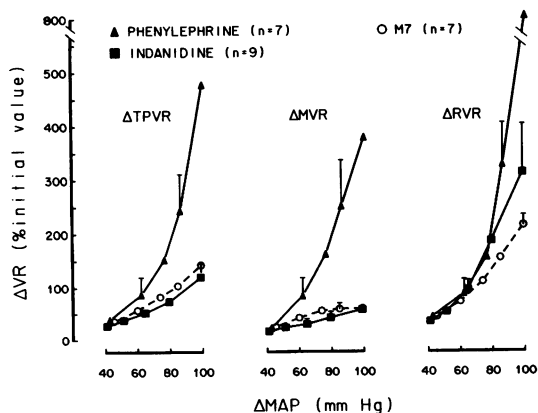 800
▲ PHENYLEPHRINE (n=7)
■ INDANIDINE (n=9)
○ M7 (n=7)
500
400
300
200
100
50
0
ΔVR (% initial value)
ΔTPVR
ΔMVR
ΔRVR
40 60 80 100
40 60 80 100
40 60 80 100
ΔMAP (mm Hg)